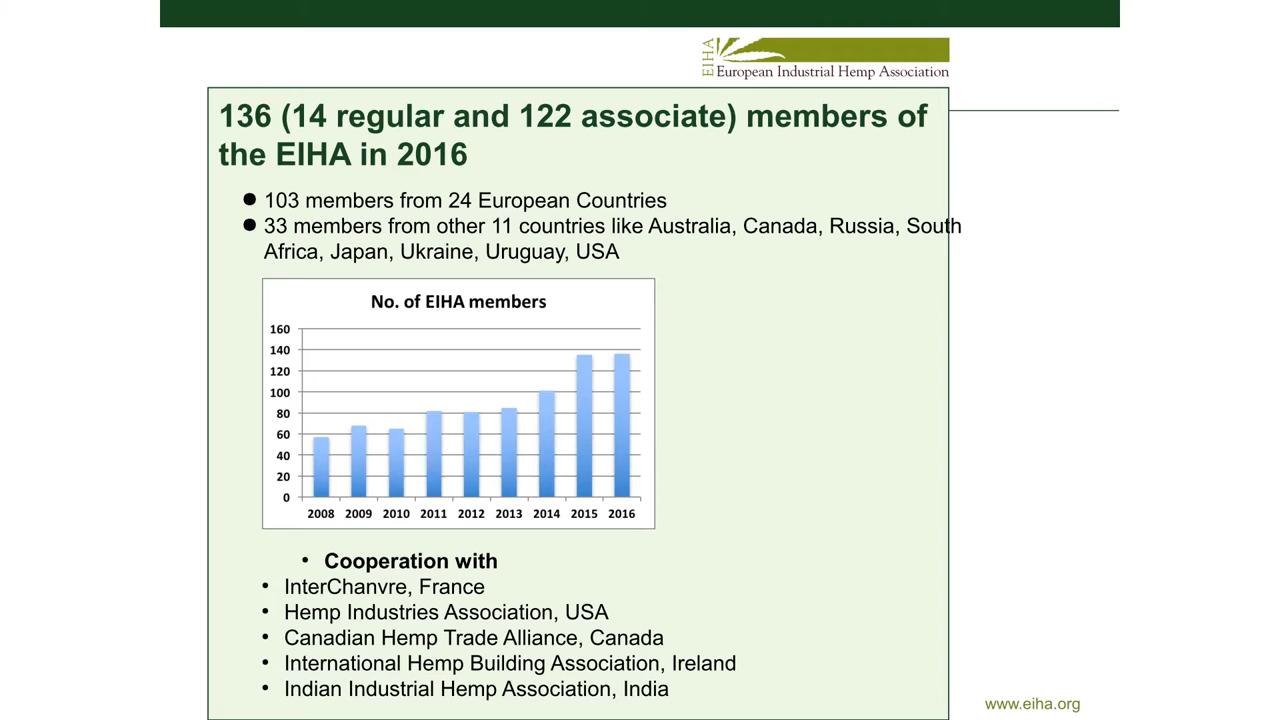 EIHA
European Industrial Hemp Association
136 (14 regular and 122 associate) members of
the EIHA in 2016
● 103 members from 24 European Countries
● 33 members from other 11 countries like Australia, Canada, Russia, South
Africa, Japan, Ukraine, Uruguay, USA
No. of EIHA members
160
140
120
100
80
60
40
20
0
2008 2009 2010 2011 2012 2013 2014 2015 2016
• Cooperation with
• InterChanvre, France
• Hemp Industries Association, USA
• Canadian Hemp Trade Alliance, Canada
• International Hemp Building Association, Ireland
• Indian Industrial Hemp Association, India
www.eiha.org